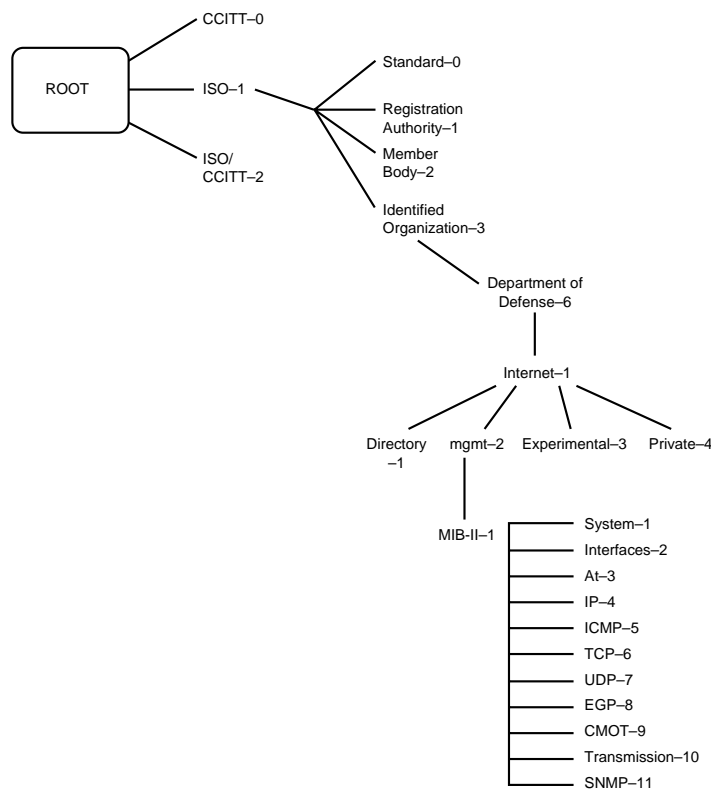 CCITT–0
ROOT
ISO–1
ISO/
CCITT–2
Standard–0
Registration
Authority–1
Member
Body–2
Identified
Organization–3
Department of
Defense–6
Internet–1
Directory
–1
mgmt–2
Experimental–3
Private–4
MIB-II–1
System–1
Interfaces–2
At–3
IP–4
ICMP–5
TCP–6
UDP–7
EGP–8
CMOT–9
Transmission–10
SNMP–11